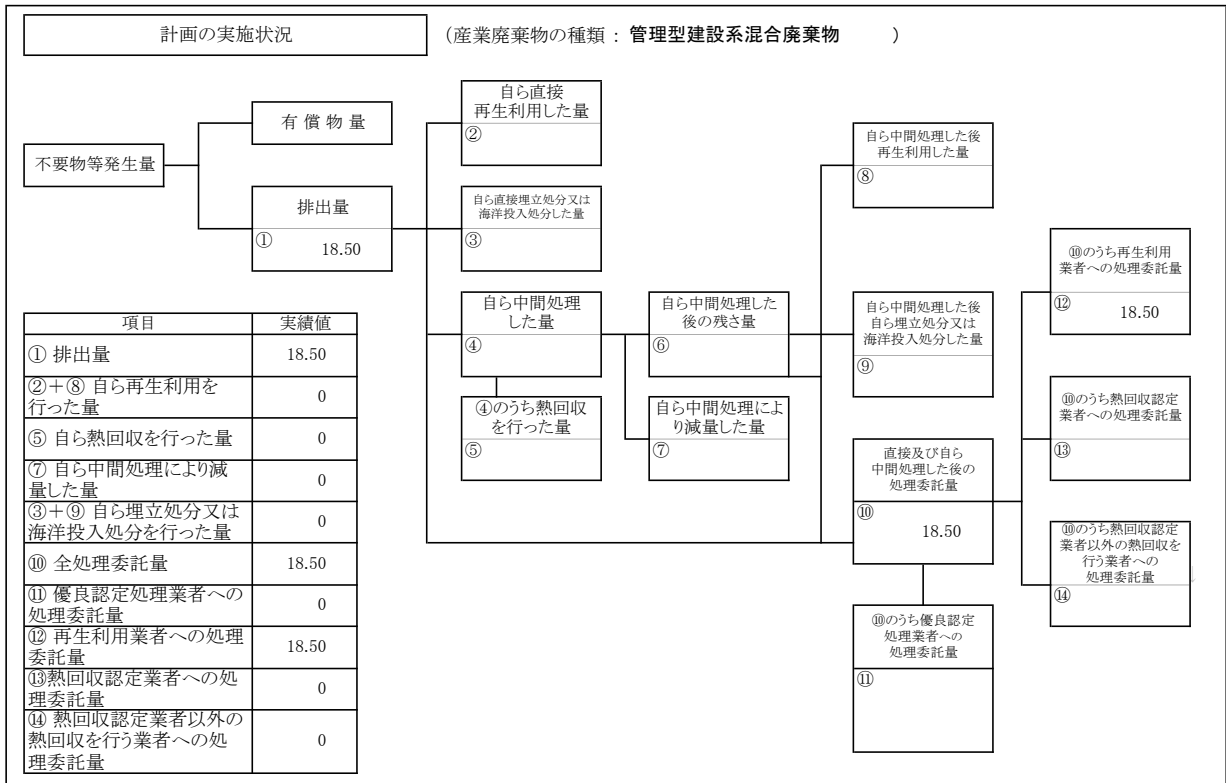 計画の実施状況
（産業廃棄物の種類：管理型建設系混合廃棄物　　）
不要物等発生量
有償物量
排出量
① 18.50
自ら直接
再生利用した量
②
自ら直接埋立処分又は
海洋投入処分した量
③
自ら中間処理
した量
④
④のうち熱回収
を行った量
⑤
自ら中間処理した
後の残さ量
⑥
自ら中間処理によ
り減量した量
⑦
自ら中間処理した後
再生利用した量
⑧
自ら中間処理した後
自ら埋立処分又は
海洋投入処分した量
⑨
直接及び自ら
中間処理した後の
処理委託量
⑩
18.50
⑩のうち優良認定
処理業者への
処理委託量
⑪
⑩のうち再生利用
業者への処理委託量
⑫
18.50
⑩のうち熱回収認定
業者への処理委託量
⑬
⑩のうち熱回収認定
業者以外の熱回収を
行う業者への
処理委託量
↓
⑭
項目 実績値
① 排出量 18.50
②＋⑧ 自ら再生利用を
行った量 0
⑤ 自ら熱回収を行った量 0
⑦ 自ら中間処理により減
量した量 0
③＋⑨ 自ら埋立処分又は
海洋投入処分を行った量 0
⑩ 全処理委託量 18.50
⑪ 優良認定処理業者への
処理委託量 0
⑫ 再生利用業者への処理
委託量 18.50
⑬熱回収認定業者への処
理委託量 0
⑭ 熱回収認定業者以外の
熱回収を行う業者への処 0
理委託量